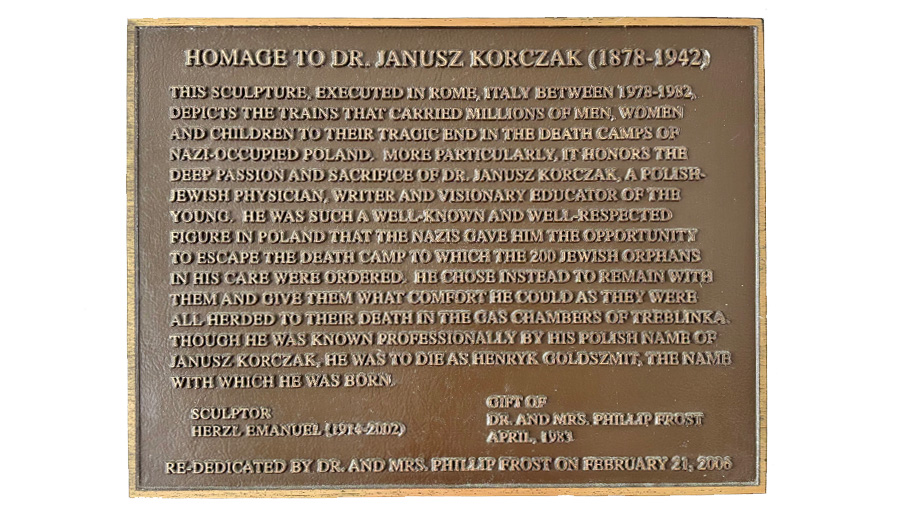 HOMAGE TO DR. JANUSZ KORCZAK (1878-1942)
THIS SCULPTURE, EXECUTED IN ROME, ITALY BETWEEN 1978-1982,
DEPICTS THE TRAINS THAT CARRIED MILLIONS OF MEN, WOMEN
AND CHILDREN TO THEIR TRAGIC END IN THE DEATH CAMPS OF
NAZI-OCCUPIED POLAND. MORE PARTICULARLY, IT HONORS THE
DEEP PASSION AND SACRIFICE OF DR. JANUSZ KORCZAK, A POLISH-
JEWISH PHYSICIAN, WRITER AND VISIONARY EDUCATOR OF THE
YOUNG. HE WAS SUCH A WELL-KNOWN AND WELL-RESPECTED
FIGURE IN POLAND THAT THE NAZIS GAVE HIM THE OPPORTUNITY
TO ESCAPE THE DEATH CAMP TO WHICH THE 200 JEWISH ORPHANS
IN HIS CARE WERE ORDERED. HE CHOSE INSTEAD TO REMAIN WITH
THEM AND GIVE THEM WHAT COMFORT HE COULD AS THEY WERE
ALL HERDED TO THEIR DEATH IN THE GAS CHAMBERS OF TREBLINKA.
THOUGH HE WAS KNOWN PROFESSIONALLY BY HIS POLISH NAME OF
JANUSZ KORCZAK, HE WAS TO DIE AS HENRYK GOLDSZMIT, THE NAME
WITH WHICH HE WAS BORN.
SCULPTOR
HERZL EMANUEL (1914-2002)
GIFT OF
DR. AND MRS. PHILLIP FROST
APRIL,
RE-DEDICATED BY DR. AND MRS. PHILLIP FROST ON FEBRUARY 21, 2006